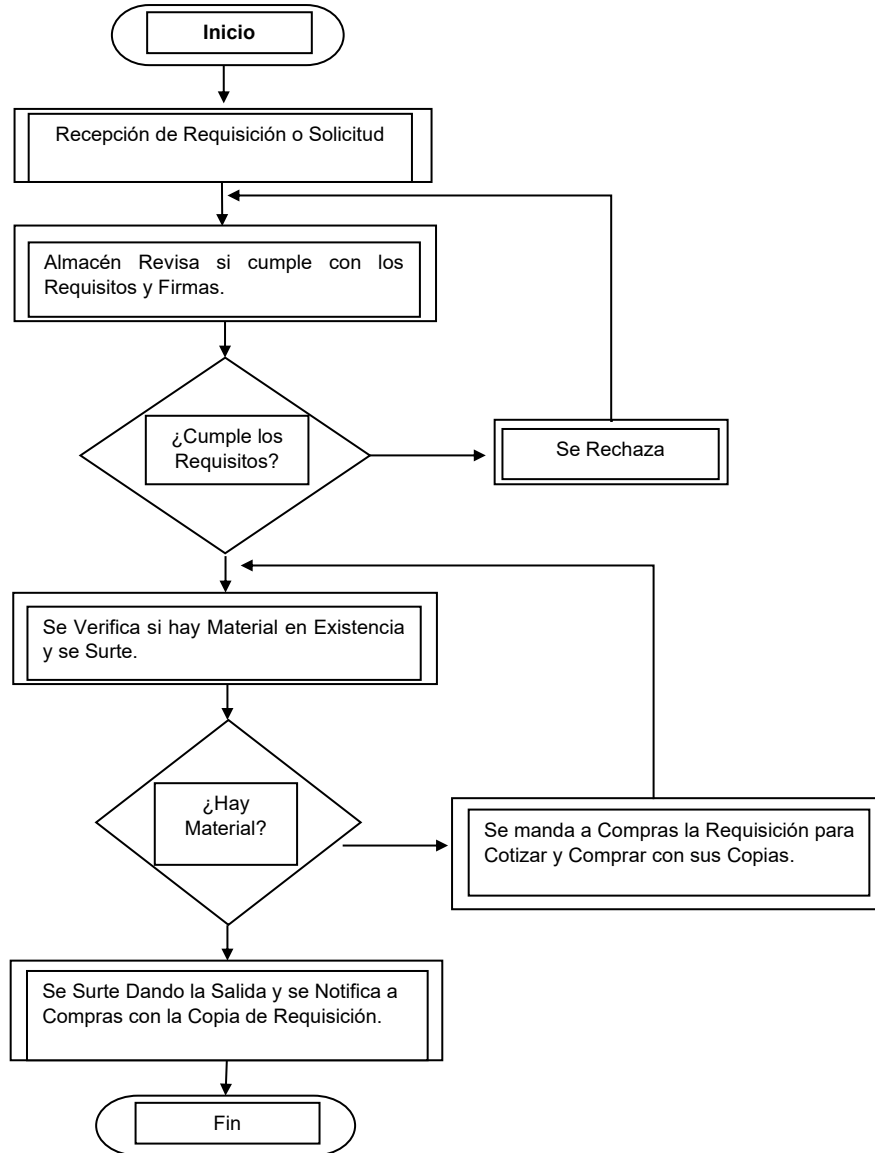 Inicio
Recepción de Requisición o Solicitud
Almacén Revisa si cumple con los
Requisitos y Firmas.
¿Cumple los
Requisitos?
Se Rechaza
Se Verifica si hay Material en Existencia
y se Surte.
¿Hay
Material?
Se manda a Compras la Requisición para
Cotizar y Comprar con sus Copias.
Se Surte Dando la Salida y se Notifica a
Compras con la Copia de Requisición.
Fin